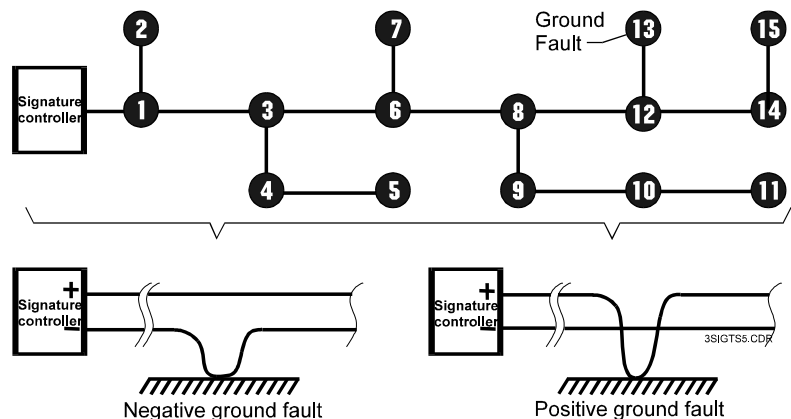 2
7
Ground
Fault
13
15
Signature
controller
1
3
6
8
12
14
4
5
9
10
11
+
Signature
controller
−
+
Signature
controller
−
3SIGTS5.CDR
Negative ground fault
Positive ground fault